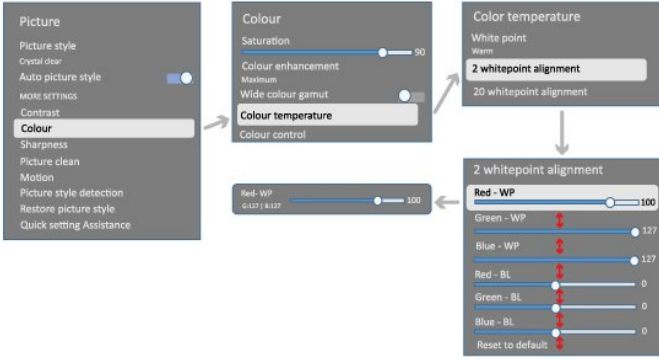 Picture
Picture style
Crystal clear
Auto picture style
MORE SETTINGS
Contrast
Colour
Sharpness
Picture clean
Motion
Picture style detection
Restore picture style
Quick setting Assistance
Colour
Saturation
90
Colour enhancement
Maximum
Wide colour gamut
Colour temperature
Colour control
Color temperature
White point
Warm
2 whitepoint alignment
20 whitepoint alignment
2 whitepoint alignment
Red- WP
100
Green - WP
127
Blue - WP
127
Red - BL
0
Green - BL
0
Blue - BL
0
Reset to default
Red- WP
100
G:127 | B:127